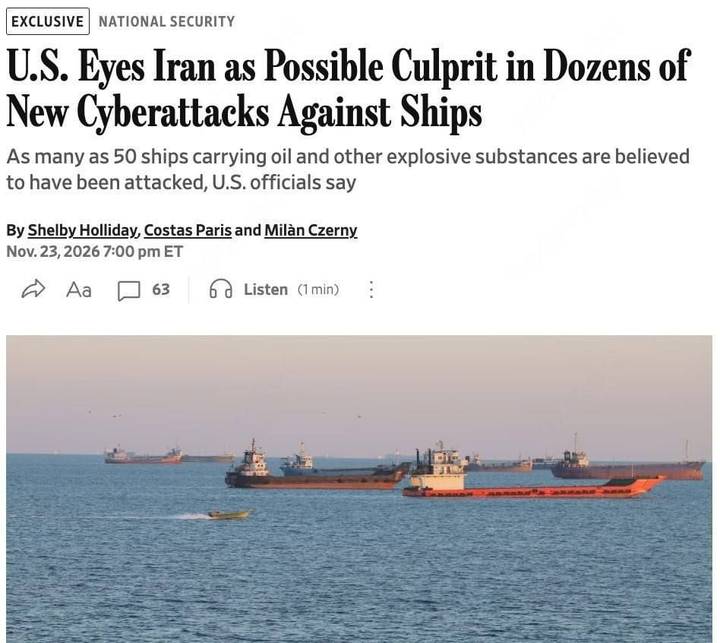 EXCLUSIVE NATIONAL SECURITY
U.S. Eyes Iran as Possible Culprit in Dozens of
New Cyberattacks Against Ships
As many as 50 ships carrying oil and other explosive substances are believed
to have been attacked, U.S. officials say
By Shelby Holliday, Costas Paris and Milàn Czerny
Nov. 23, 2026 7:00 pm ET
Aa 63 Listen (1 min)